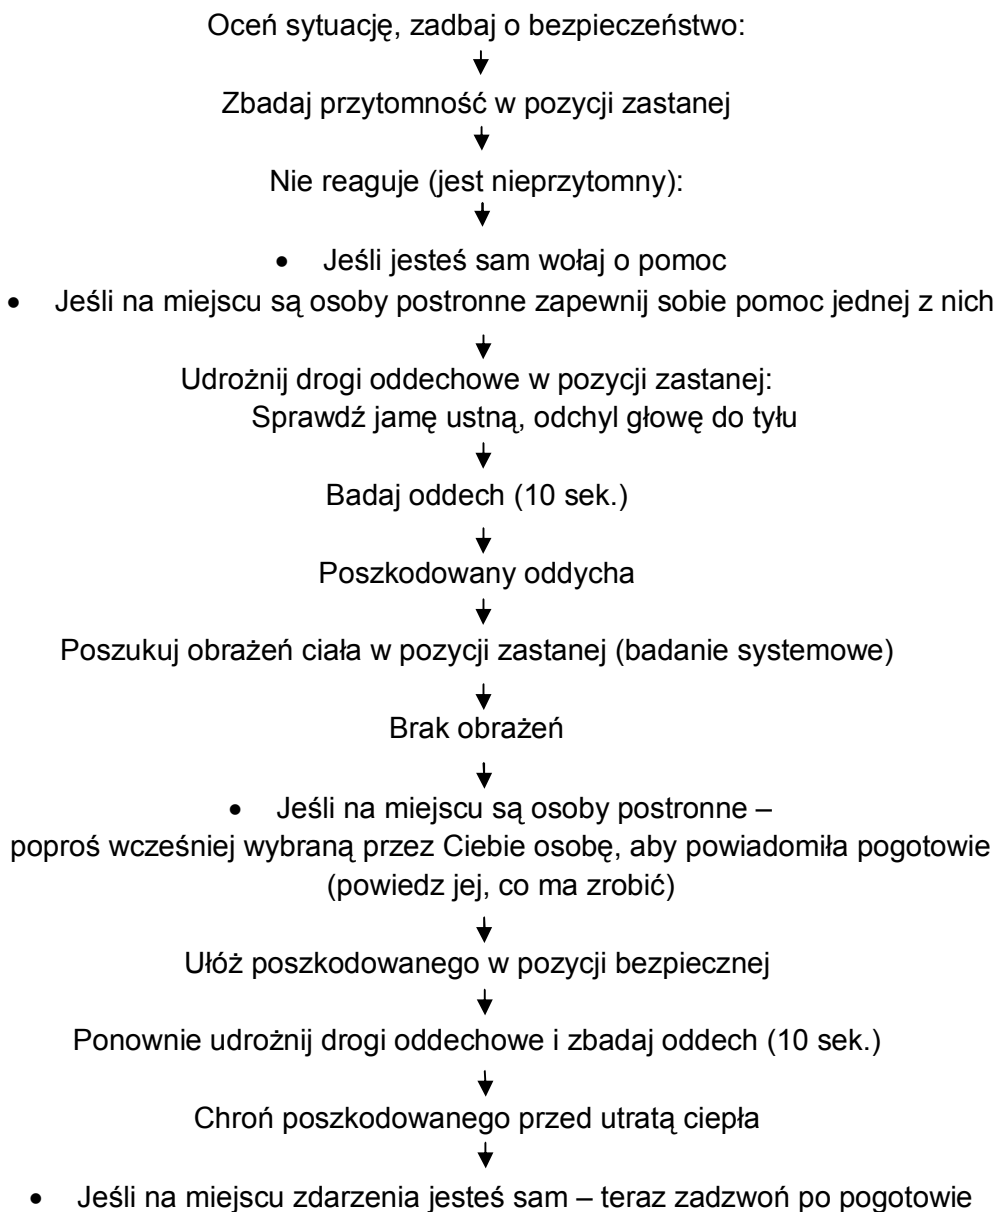 Oceń sytuację, zadbaj o bezpieczeństwo:
Zbadaj przytomność w pozycji zastanej
Nie reaguje (jest nieprzytomny):
• Jeśli jesteś sam wołaj o pomoc
• Jeśli na miejscu są osoby postronne zapewnij sobie pomoc jednej z nich
Udrożnij drogi oddechowe w pozycji zastanej:
Sprawdź jamę ustną, odchyl głowę do tyłu
Badaj oddech (10 sek.)
Poszkodowany oddycha
Poszukuj obrażeń ciała w pozycji zastanej (badanie systemowe)
Brak obrażeń
• Jeśli na miejscu są osoby postronne –
poproś wcześniej wybraną przez Ciebie osobę, aby powiadomiła pogotowie
(powiedz jej, co ma zrobić)
Ułóż poszkodowanego w pozycji bezpiecznej
Ponownie udrożnij drogi oddechowe i zbadaj oddech (10 sek.)
Chroń poszkodowanego przed utratą ciepła
• Jeśli na miejscu zdarzenia jesteś sam – teraz zadzwoń po pogotowie